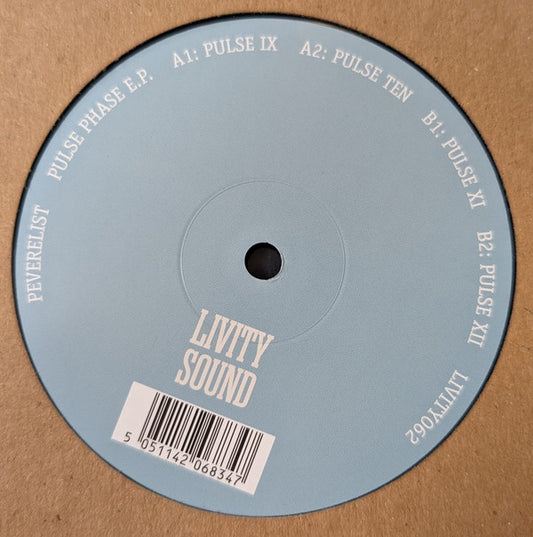 PEVERELIST PULSE PHASE E.P. A1: PULSE IX A2: PULSE TEN B1: PULSE XI B2: PULSE XII LIVITY062
LIVITY
SOUND
5 051142 068347